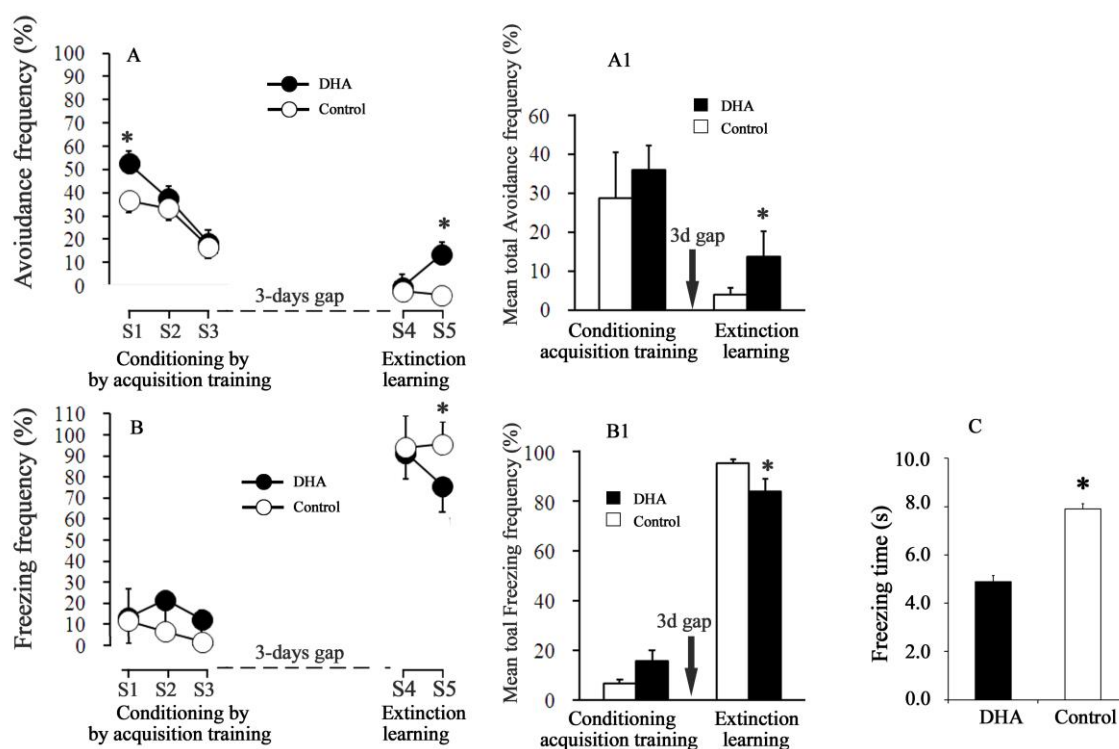 A
Avoiudance frequency (%)
100
90
80
70
60
50
40
30
20
10
0
*
*
DHA
Control
3-days gap
S1 S2 S3 S4 S5
Conditioning by
by acquisition training
Extinction
learning
A1
Mean total Avoidance frequency (%)
60
40
30
20
10
0
DHA
Control
3d gap
*
Conditioning
acquisition training
Extinction
learning
B
Freezing frequency (%)
110
100
90
80
70
60
50
40
30
20
10
0
*
DHA
Control
3-days gap
S1 S2 S3 S4 S5
Conditioning by
by acquisition training
Extinction
learning
B1
Mean toal Freezing frequency (%)
100
80
60
40
20
0
DHA
Control
3d gap
*
Conditioning
acquisition training
Extinction
learning
C
Freezing time (s)
8.0
6.0
4.0
2.0
0.0
*
DHA Control